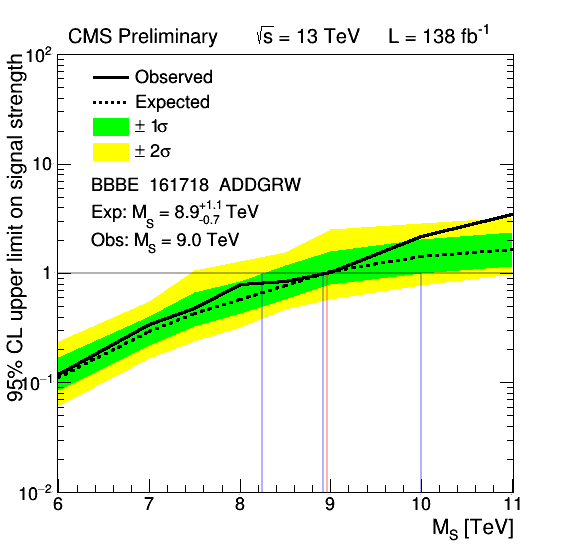 CMS Preliminary √s = 13 TeV L = 138 fb⁻¹
95% CL upper limit on signal strength
10²
10
1
10⁻¹
10⁻²
Observed
Expected
± 1σ
± 2σ
BBBE 161718 ADDGRW
Exp: M_S = 8.9 +1.1 -0.7 TeV
Obs: M_S = 9.0 TeV
6 7 8 9 10 11
M_S [TeV]